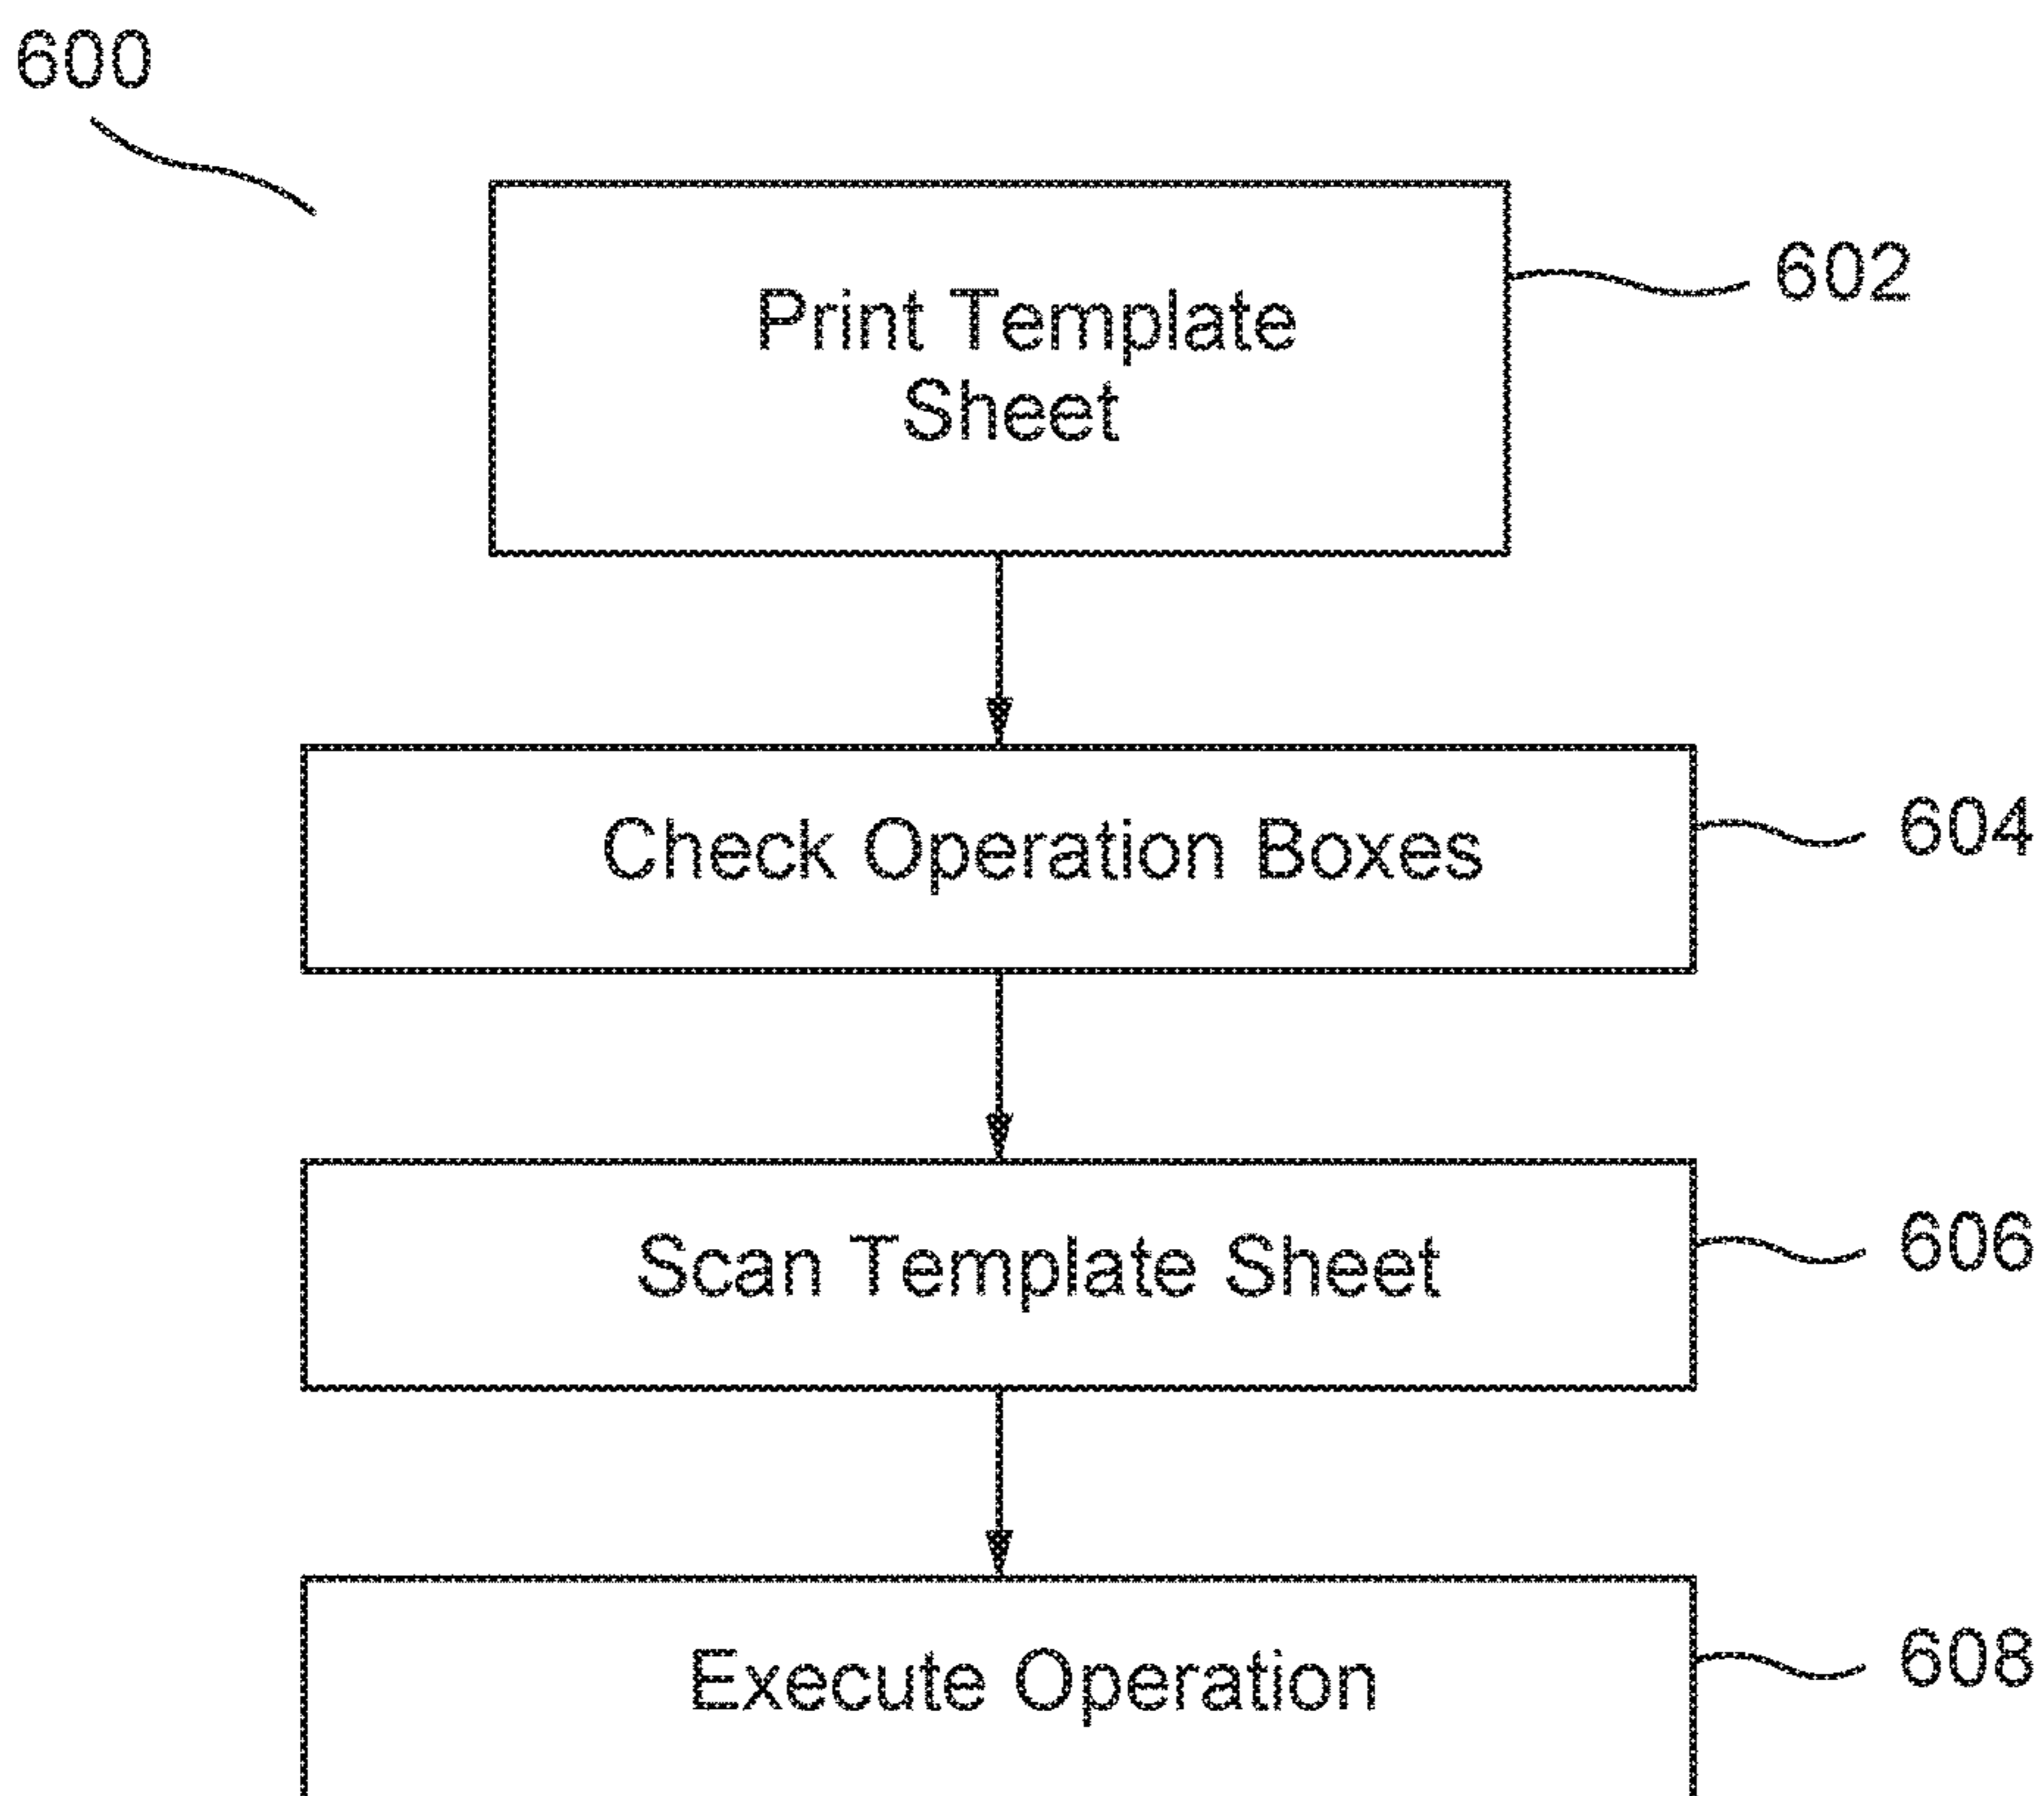 600
Print Template
Sheet
602
Check Operation Boxes
604
Scan Template Sheet
606
Execute Operation
608